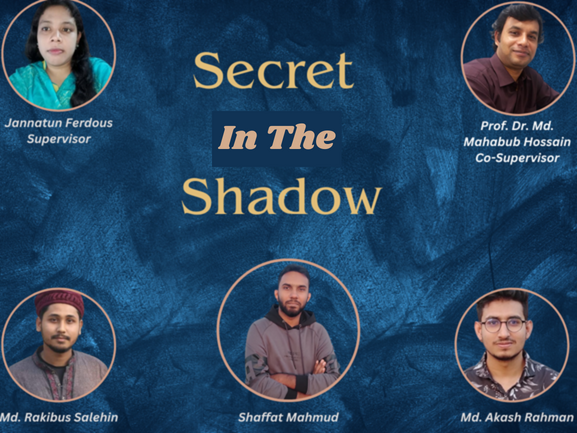 Secret
In The
Shadow
Jannatun Ferdous
Supervisor
Prof. Dr. Md.
Mahabub Hossain
Co-Supervisor
Md. Rakibus Salehin
Shaffat Mahmud
Md. Akash Rahman